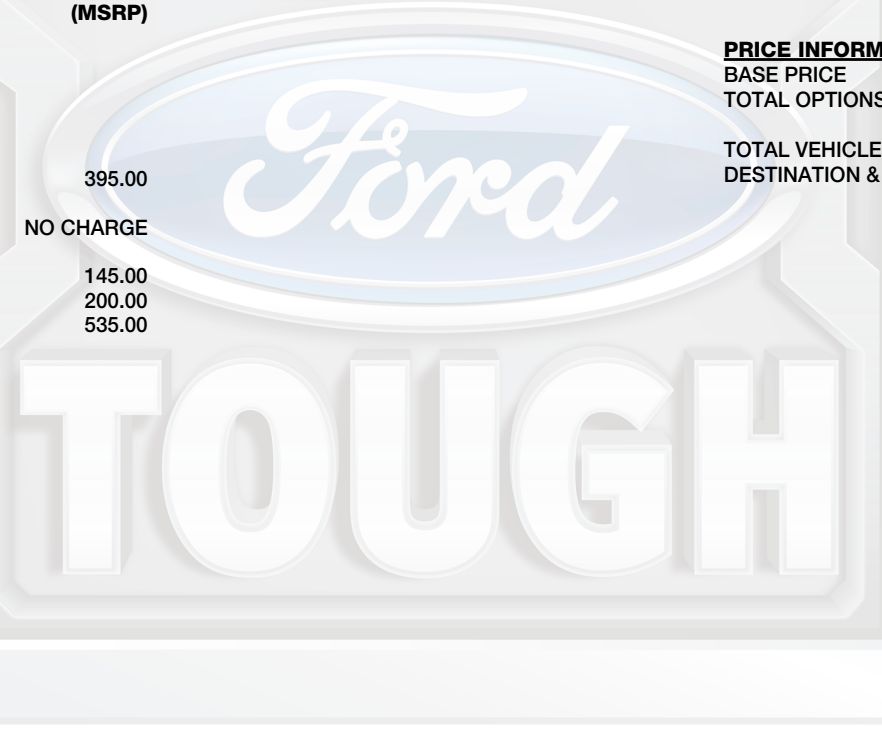 (MSRP)
395.00
NO CHARGE
145.00
200.00
535.00
PRICE INFORM
BASE PRICE
TOTAL OPTIONS
TOTAL VEHICLE
DESTINATION &
Ford
TOUGH